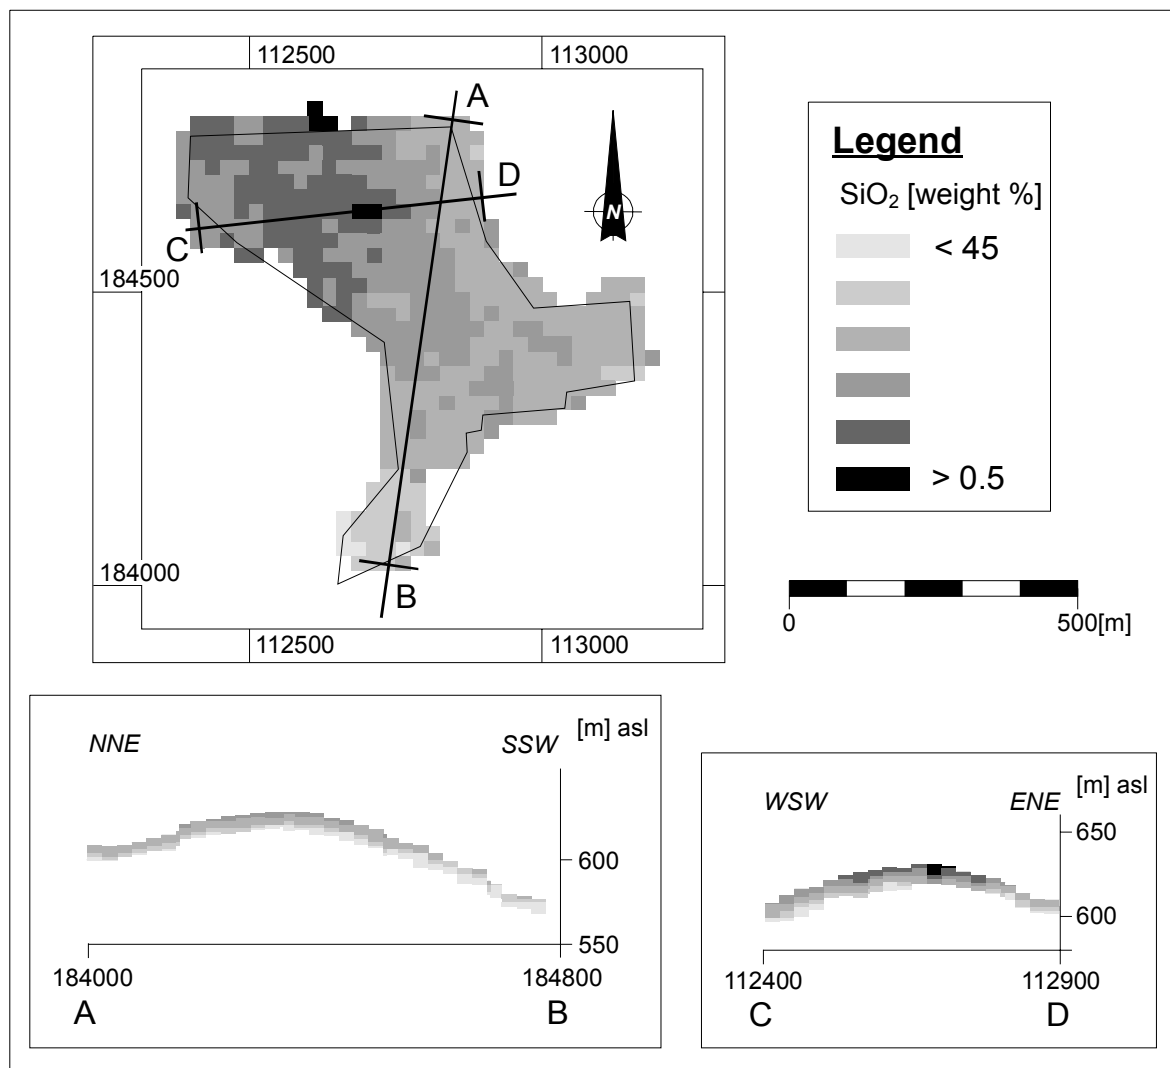 112500 113000
A
D
N
C
184500
184000
B
112500 113000
Legend
SiO2 [weight %]
< 45
> 0.5
0 500[m]
NNE SSW [m] asl
600
550
184000 184800
A B
WSW ENE [m] asl
650
600
112400 112900
C D